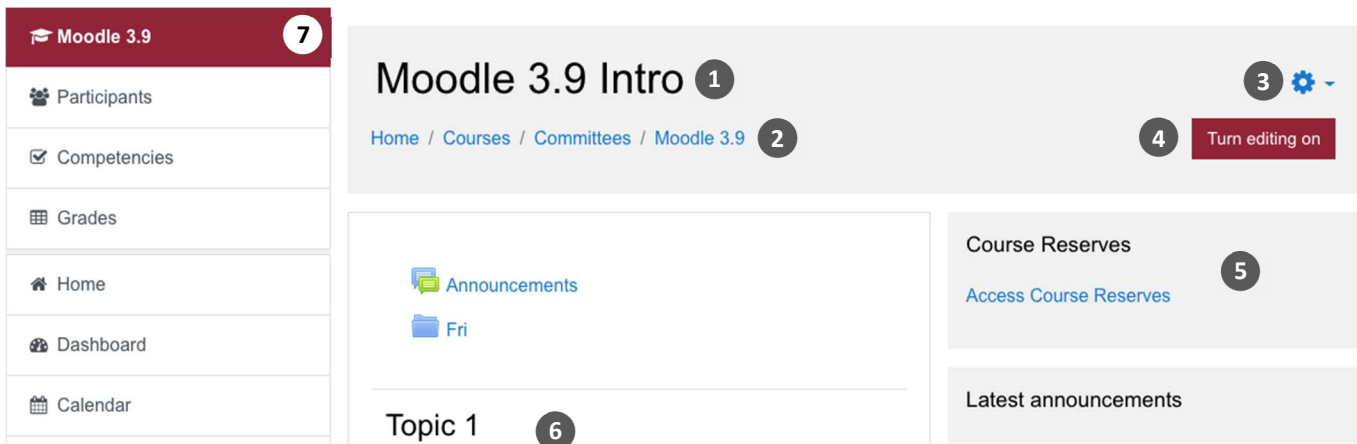 Moodle 3.9 7
Participants
Competencies
Grades
Home
Dashboard
Calendar
Moodle 3.9 Intro 1
3
Home / Courses / Committees / Moodle 3.9 2
4 Turn editing on
Announcements
Fri
Topic 1 6
Course Reserves
5
Access Course Reserves
Latest announcements